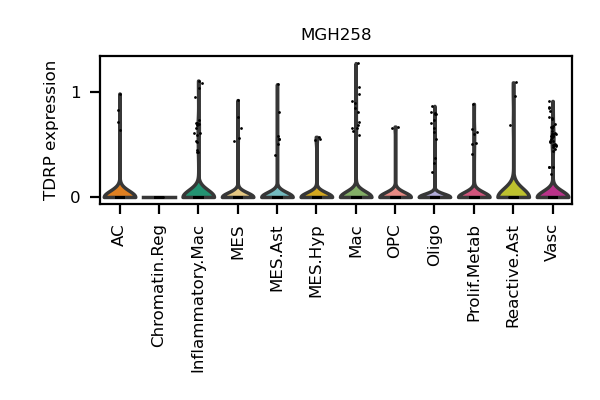 MGH258
TDRP expression
1
0
AC
Chromatin.Reg
Inflammatory.Mac
MES
MES.Ast
MES.Hyp
Mac
OPC
Oligo
Prolif.Metab
Reactive.Ast
Vasc